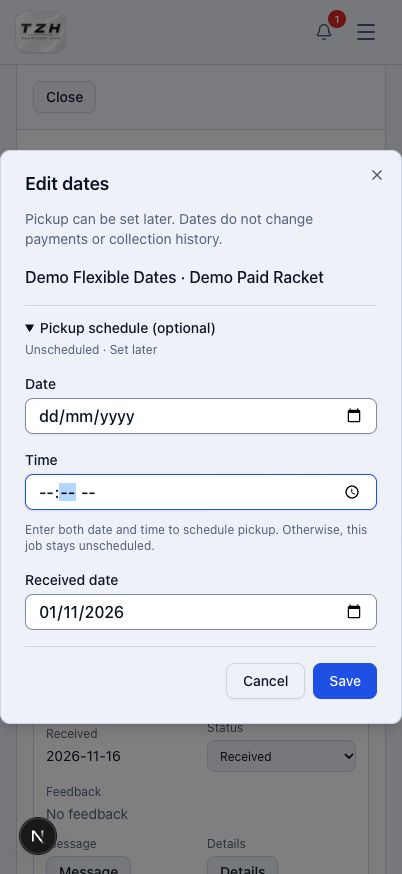 TZH
1
Close
Edit dates
Pickup can be set later. Dates do not change
payments or collection history.
Demo Flexible Dates · Demo Paid Racket
▼ Pickup schedule (optional)
Unscheduled · Set later
Date
dd/mm/yyyy
Time
--:-- --
Enter both date and time to schedule pickup. Otherwise, this
job stays unscheduled.
Received date
01/11/2026
Cancel
Save
Received
Status
2026-11-16
Received
Feedback
No feedback
N
Message
Details
Message
Details